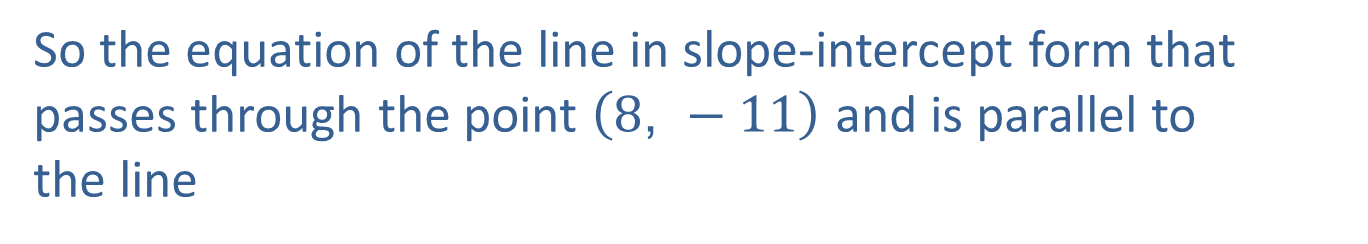 So the equation of the line in slope-intercept form that
passes through the point (8, − 11) and is parallel to
the line